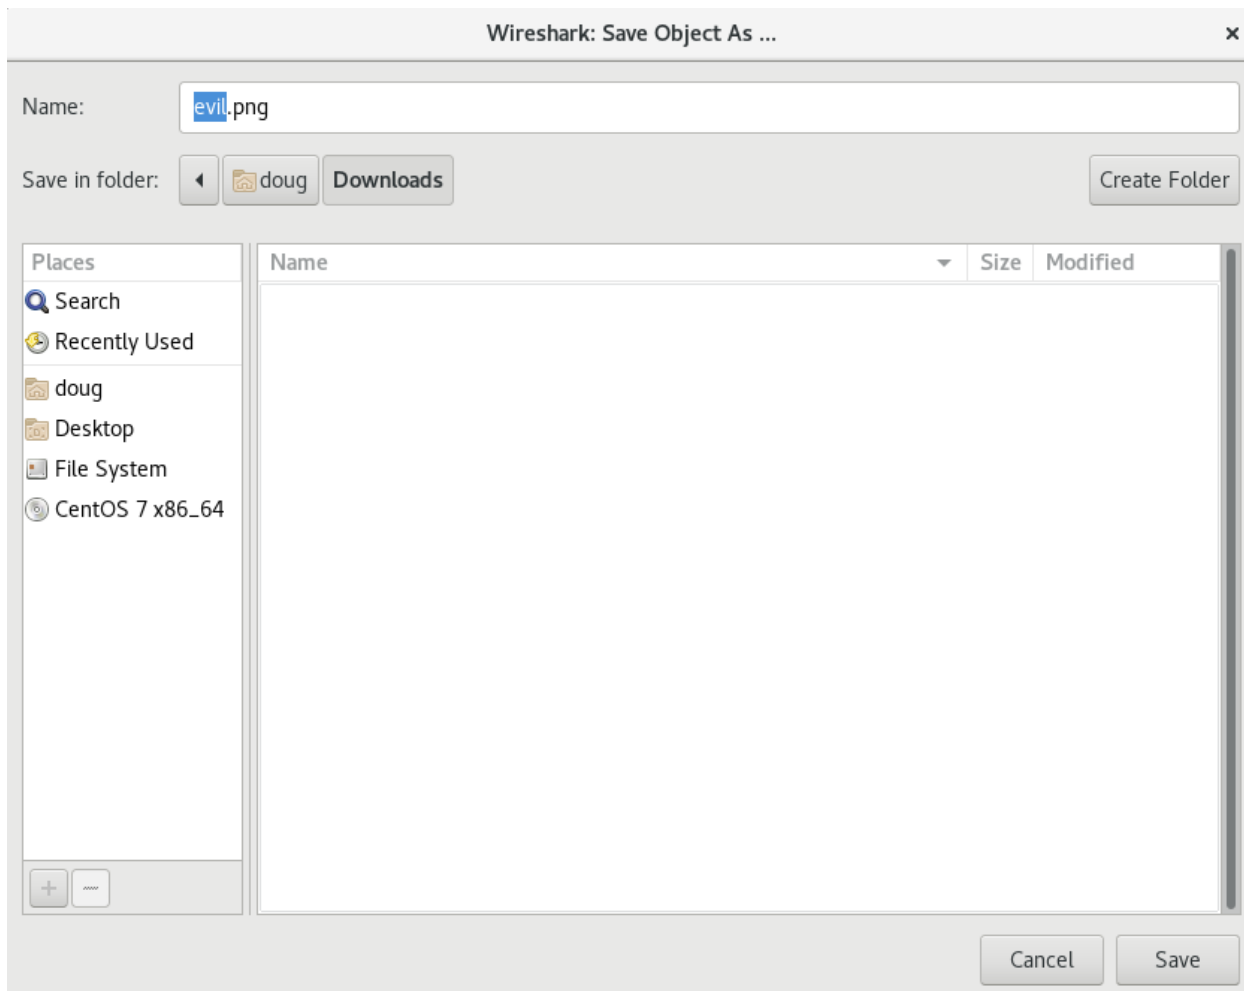 Wireshark: Save Object As ...
Name: evil.png
Save in folder: doug Downloads Create Folder
Places Name Size Modified
Search
Recently Used
doug
Desktop
File System
CentOS 7 x86_64
Cancel Save